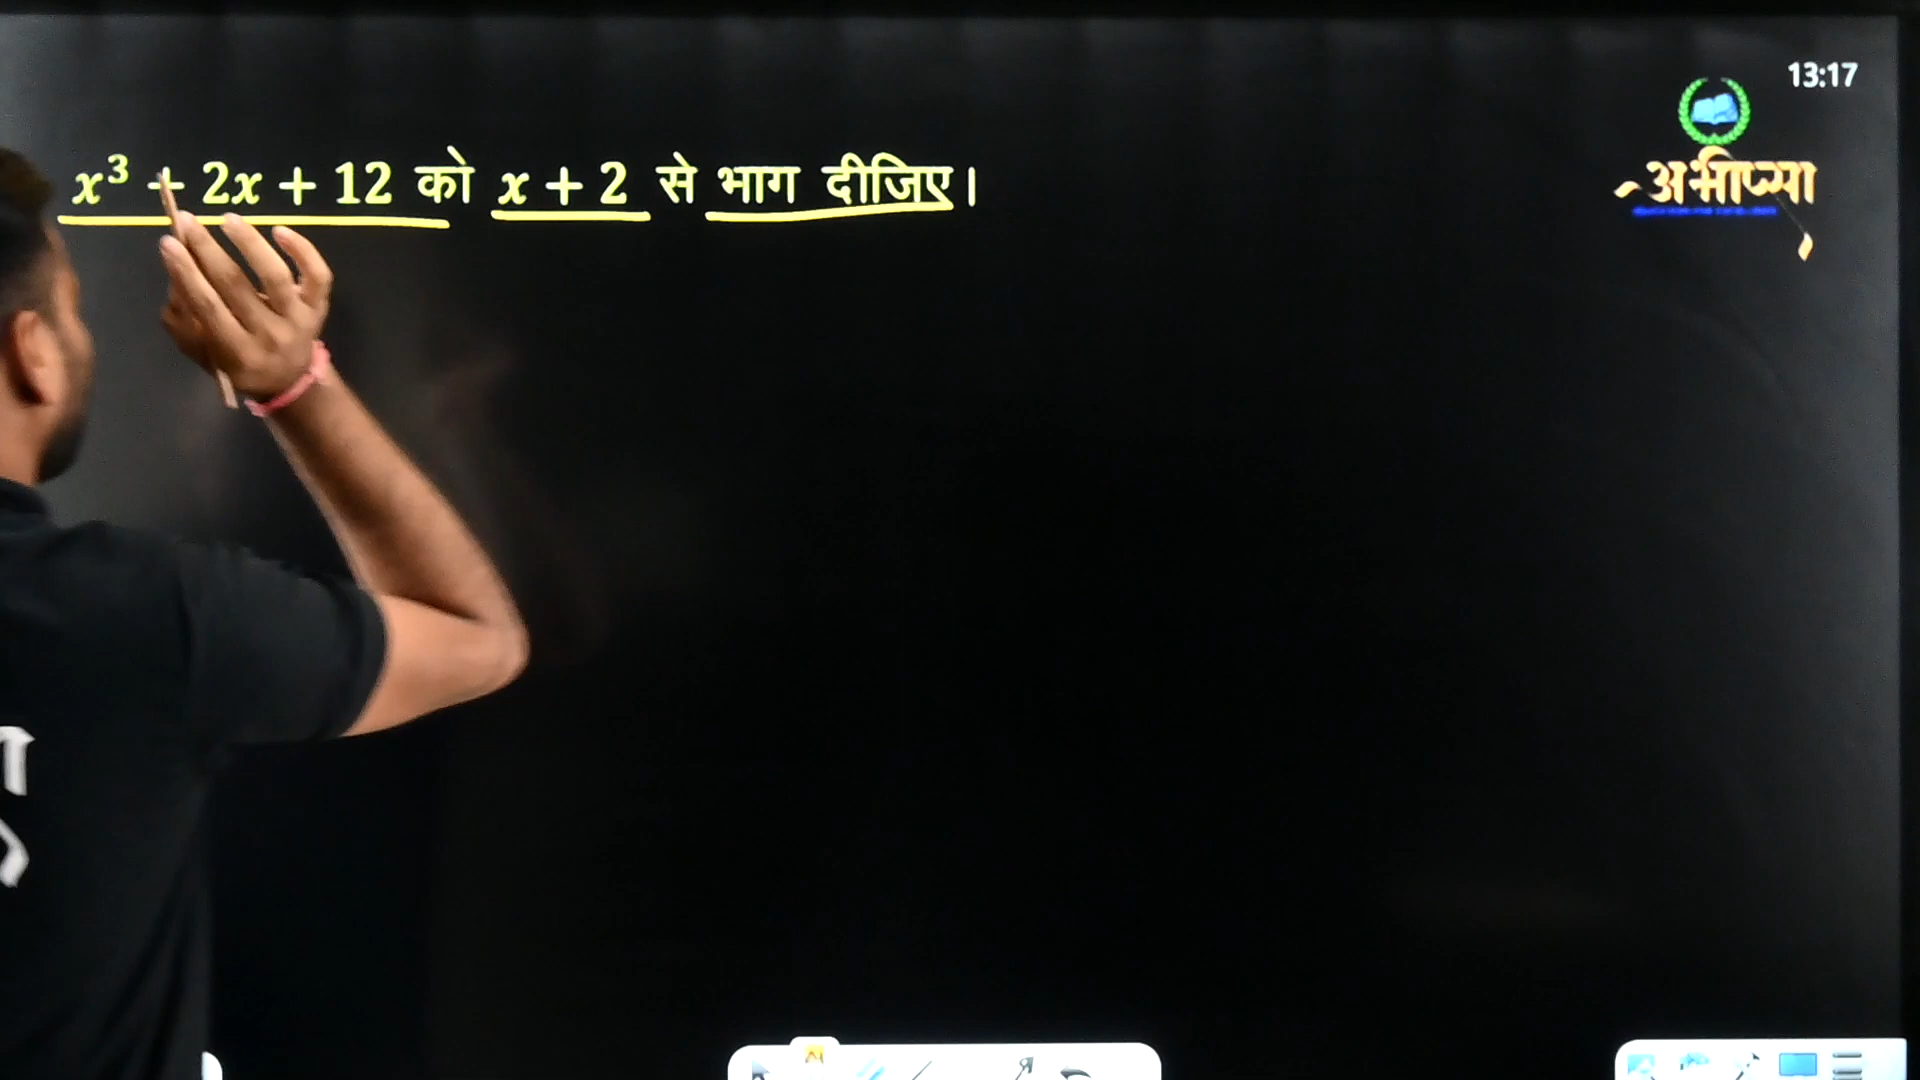 13:17
x³ + 2x + 12 को x + 2 से भाग दीजिए।
अभीप्सा